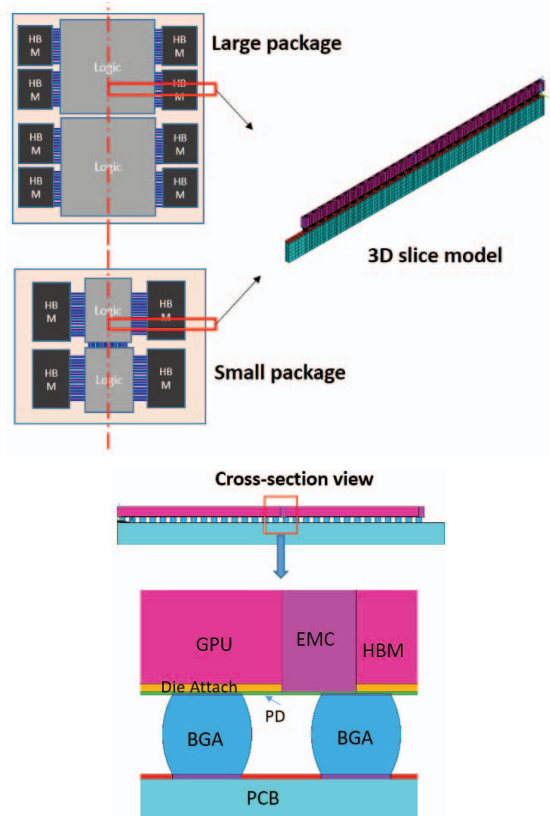 Large package
HB
M
Logic
HB
M
HB
M
HB
M
HB
M
Logic
HB
M
HB
M
HB
M
3D slice model
HB
M
Logic
HB
M
HB
M
Logic
HB
M
Small package
Cross-section view
GPU
EMC
HBM
Die Attach
PD
BGA
BGA
PCB